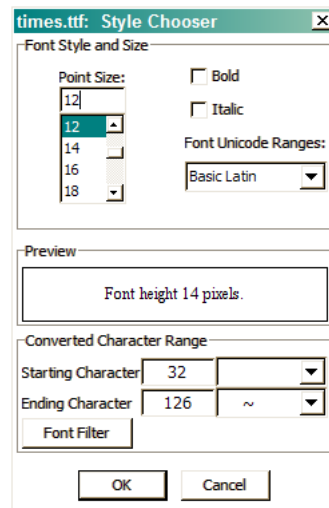 times.ttf: Style Chooser
Font Style and Size
Point Size:
12
12
14
16
18
Bold
Italic
Font Unicode Ranges:
Basic Latin
Preview
Font height 14 pixels.
Converted Character Range
Starting Character 32
Ending Character 126 ~
Font Filter
OK Cancel